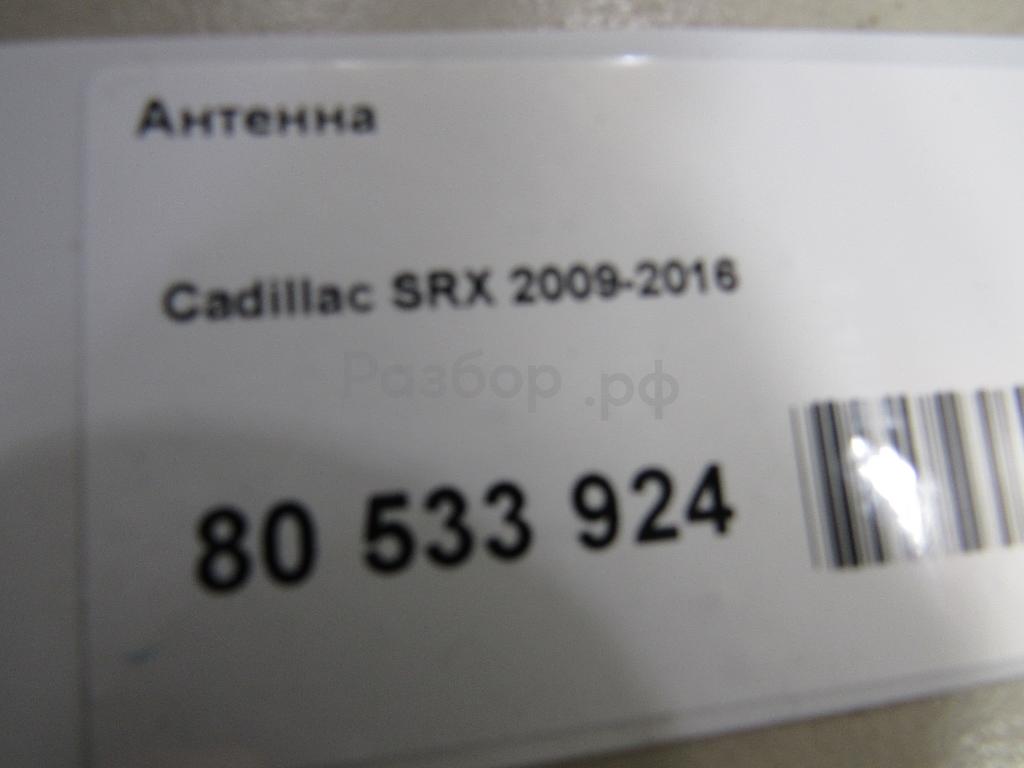 Антенна
Cadillac SRX 2009-2016
Разбор.рф
80 533 924